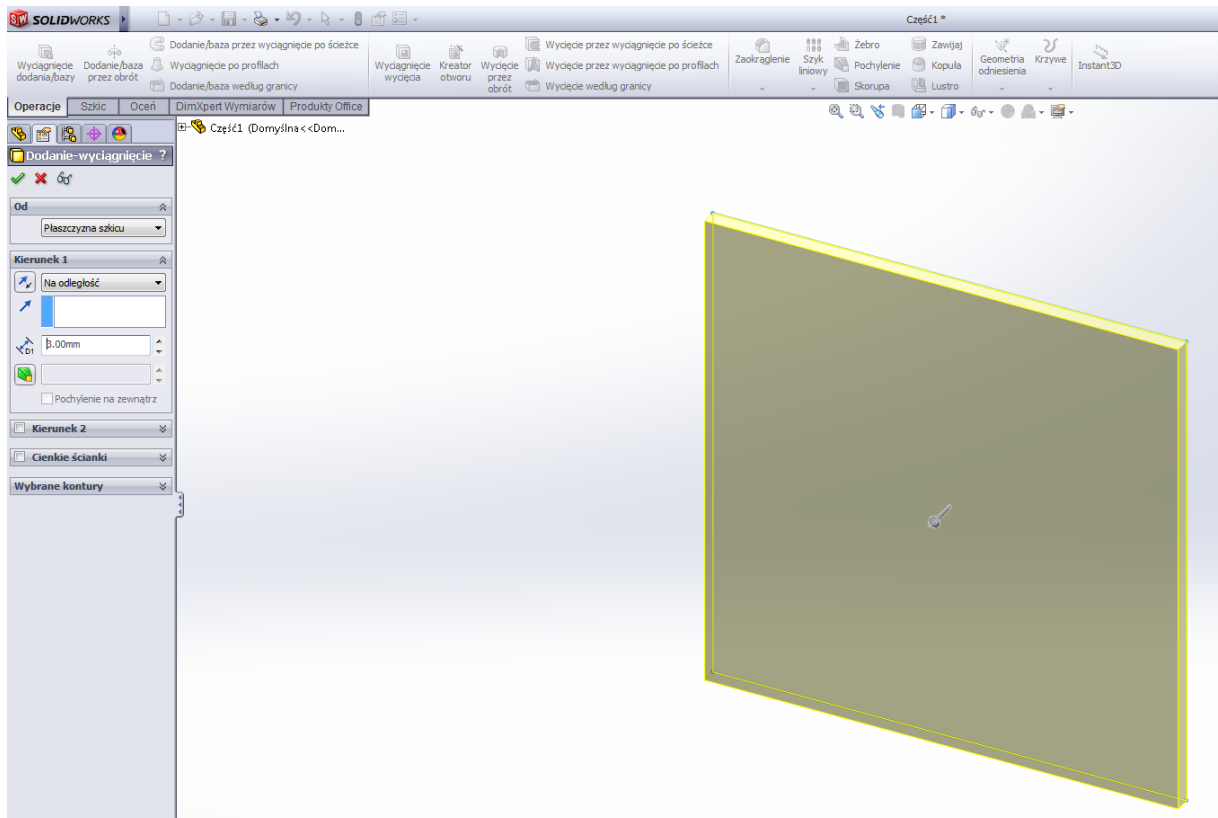 SW SOLIDWORKS
Część1 *
Wyciągnięcie dodania/bazy
Dodanie/baza przez obrót
Dodanie/baza przez wyciągnięcie po ścieżce
Wyciągnięcie po profilach
Dodanie/baza według granicy
Wyciągnięcie wycięcia
Kreator otworu
Wycięcie przez obrót
Wycięcie przez wyciągnięcie po ścieżce
Wycięcie przez wyciągnięcie po profilach
Wycięcie według granicy
Zaokrąglenie
Szyk liniowy
Żebro
Pochylenie
Skorupa
Zawijaj
Kopuła
Lustro
Geometria odniesienia
Krzywe
Instant3D
Operacje Szkic Oceń DimXpert Wymiarów Produkty Office
Część1 (Domyślna<<Dom...
Dodanie-wyciągnięcie ?
Od
Płaszczyzna szkicu
Kierunek 1
Na odległość
D1
3.00mm
Pochylenie na zewnątrz
Kierunek 2
Cienkie ścianki
Wybrane kontury